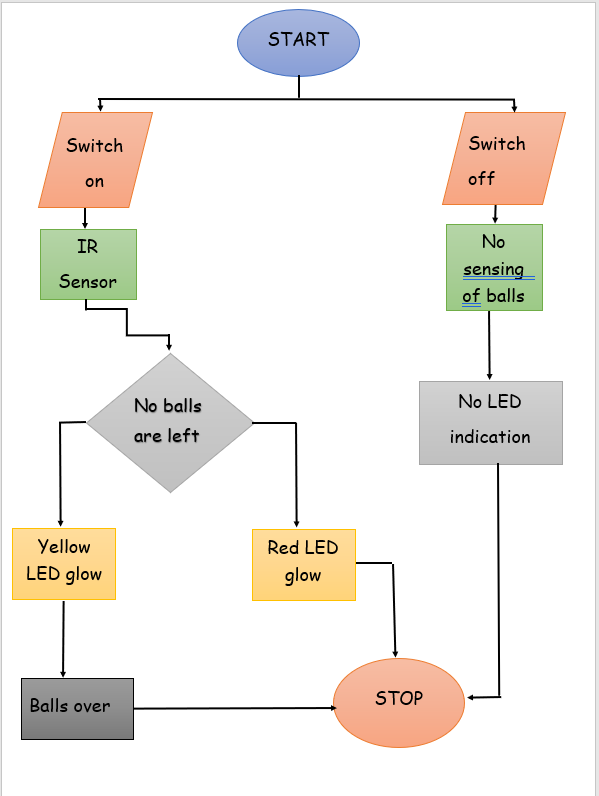 START
Switch
on
Switch
off
IR
Sensor
No
sensing
of balls
No balls
are left
No LED
indication
Yellow
LED glow
Red LED
glow
Balls over
STOP